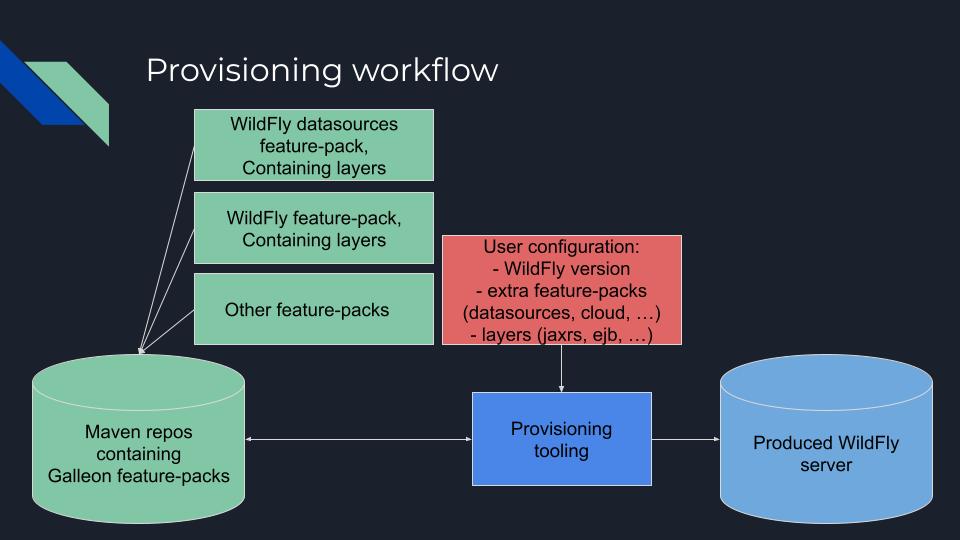 Provisioning workflow
WildFly datasources
feature-pack,
Containing layers
WildFly feature-pack,
Containing layers
Other feature-packs
User configuration:
- WildFly version
- extra feature-packs
(datasources, cloud, …)
- layers (jaxrs, ejb, …)
Maven repos
containing
Galleon feature-packs
Provisioning
tooling
Produced WildFly
server